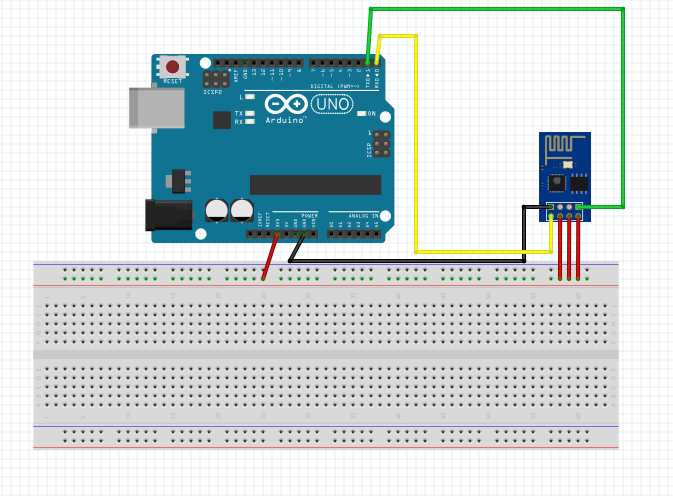 RESET
ICSP2
AREF
GND
13
12
~11
~10
~9
8
7
~6
~5
4
~3
2
TX0►1
RX0◄0
DIGITAL (PWM=~)
L
TX
RX
UNO
Arduino™
ON
ICSP
1
IOREF
RESET
3V3
5V
GND
GND
VIN
POWER
ANALOG IN
A0
A1
A2
A3
A4
A5